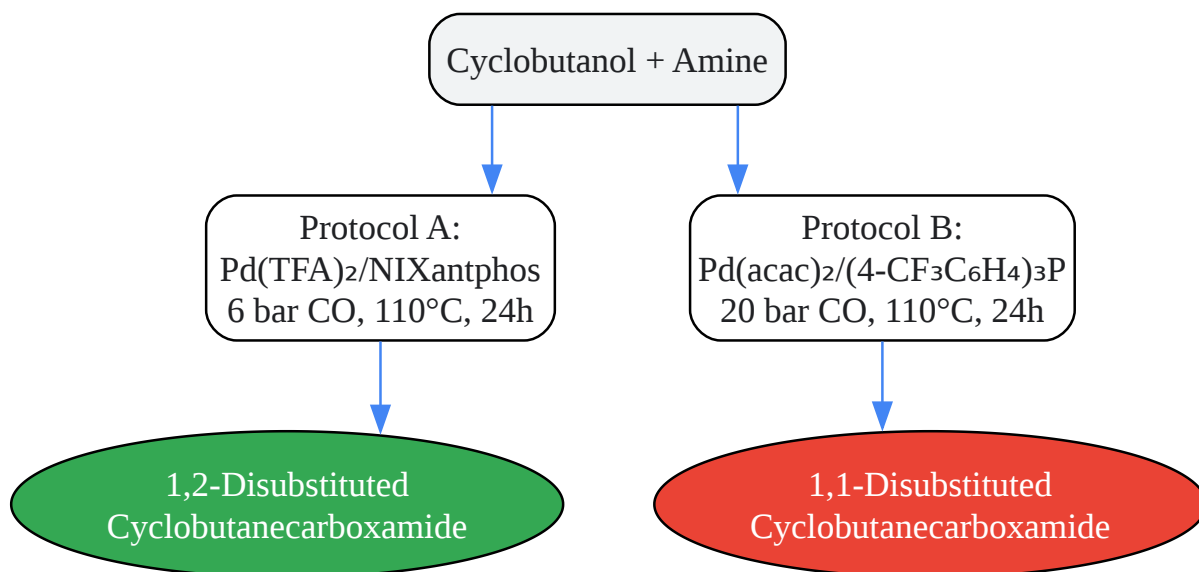 Cyclobutanol + Amine
Protocol A:
Pd(TFA)₂/NIXantphos
6 bar CO, 110°C, 24h
Protocol B:
Pd(acac)₂/(4-CF₃C₆H₄)₃P
20 bar CO, 110°C, 24h
1,2-Disubstituted
Cyclobutanecarboxamide
1,1-Disubstituted
Cyclobutanecarboxamide